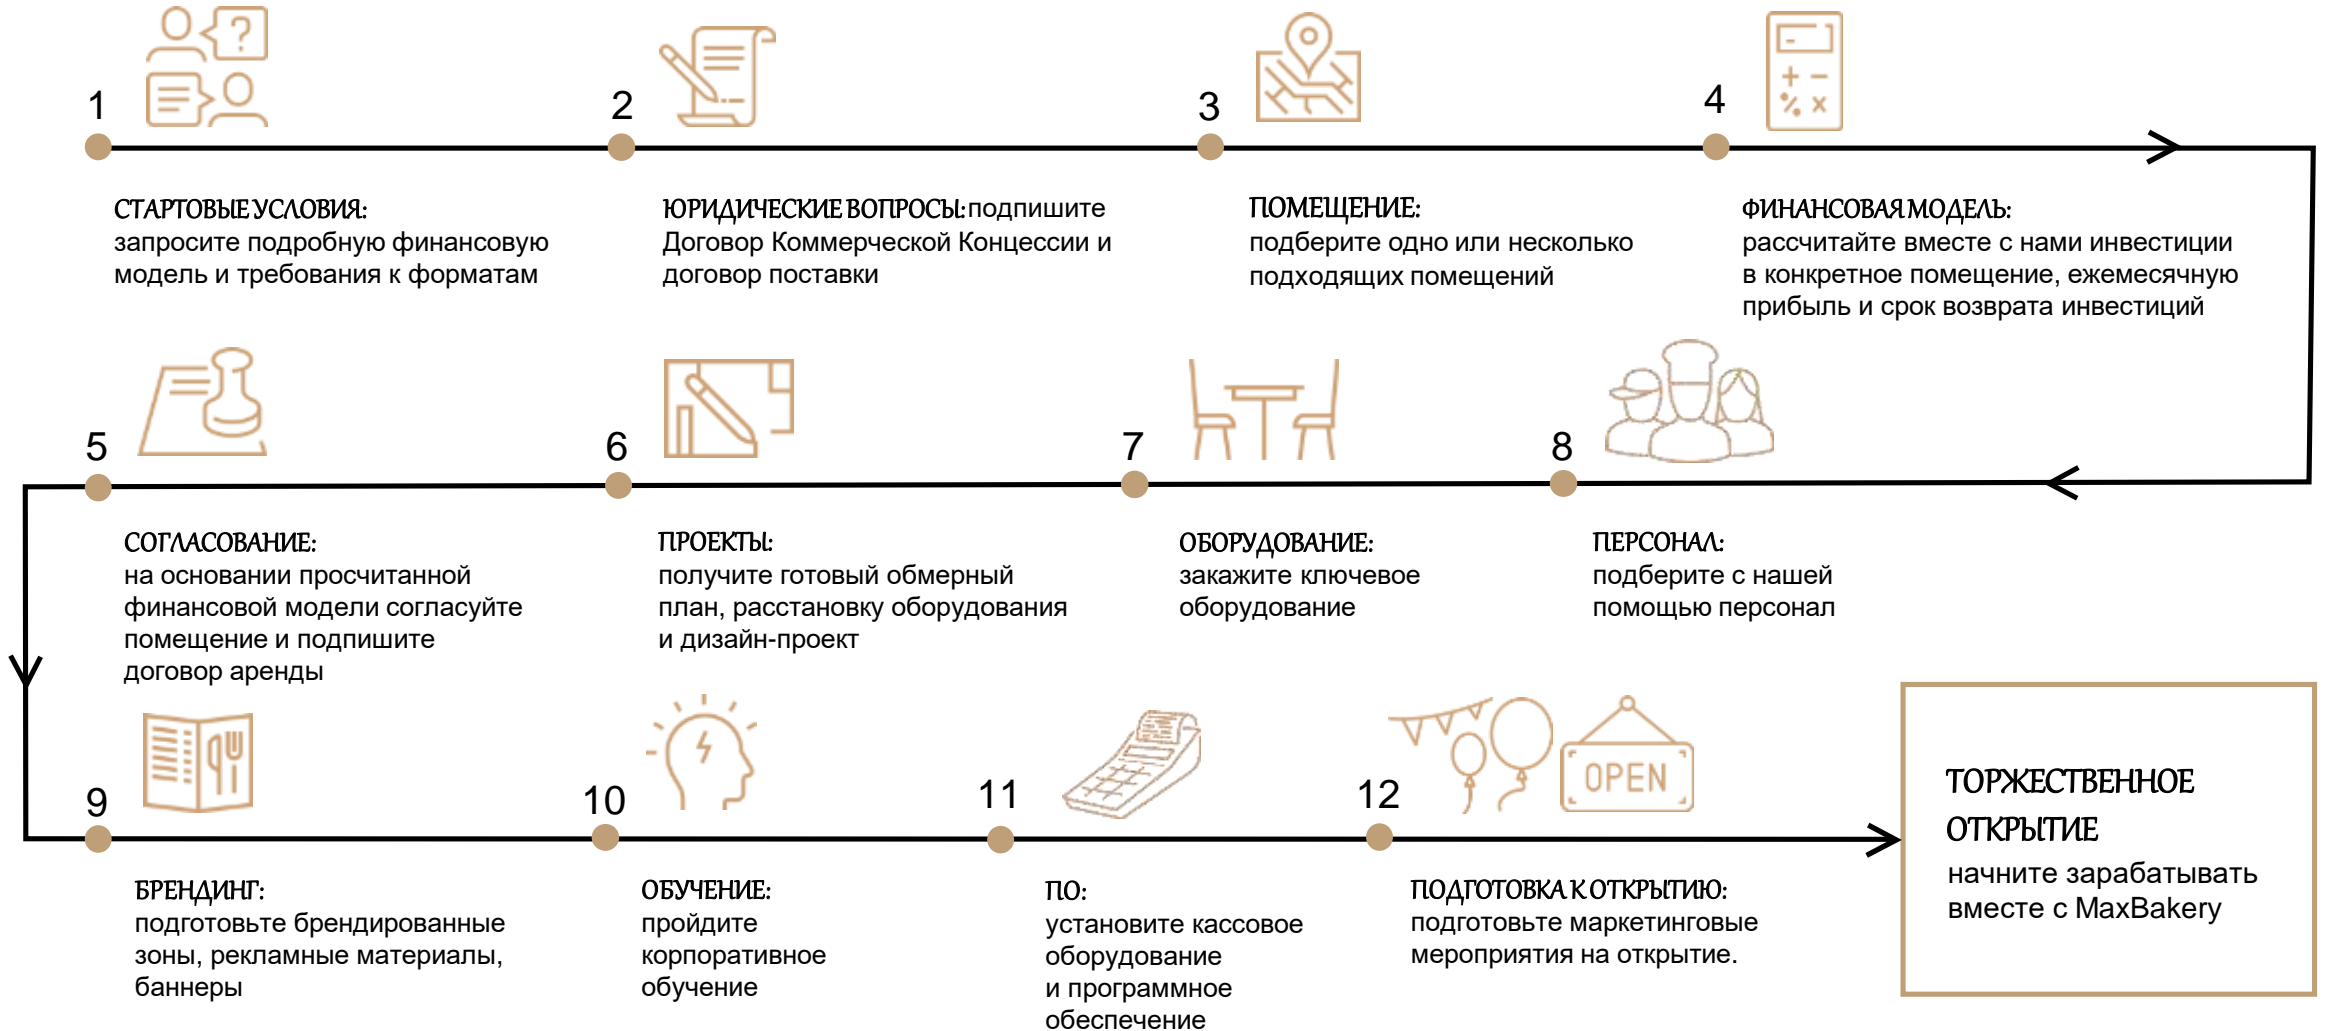 1
СТАРТОВЫЕ УСЛОВИЯ:
запросите подробную финансовую
модель и требования к форматам
2
ЮРИДИЧЕСКИЕ ВОПРОСЫ: подпишите
Договор Коммерческой Концессии и
договор поставки
3
ПОМЕЩЕНИЕ:
подберите одно или несколько
подходящих помещений
4
ФИНАНСОВАЯ МОДЕЛЬ:
рассчитайте вместе с нами инвестиции
в конкретное помещение, ежемесячную
прибыль и срок возврата инвестиций
5
СОГЛАСОВАНИЕ:
на основании просчитанной
финансовой модели согласуйте
помещение и подпишите
договор аренды
6
ПРОЕКТЫ:
получите готовый обмерный
план, расстановку оборудования
и дизайн-проект
7
ОБОРУДОВАНИЕ:
закажите ключевое
оборудование
8
ПЕРСОНАЛ:
подберите с нашей
помощью персонал
9
БРЕНДИНГ:
подготовьте брендированные
зоны, рекламные материалы,
баннеры
10
ОБУЧЕНИЕ:
пройдите
корпоративное
обучение
11
ПО:
установите кассовое
оборудование
и программное
обеспечение
12
OPEN
ПОДГОТОВКА К ОТКРЫТИЮ:
подготовьте маркетинговые
мероприятия на открытие.
ТОРЖЕСТВЕННОЕ
ОТКРЫТИЕ
начните зарабатывать
вместе с MaxBakery